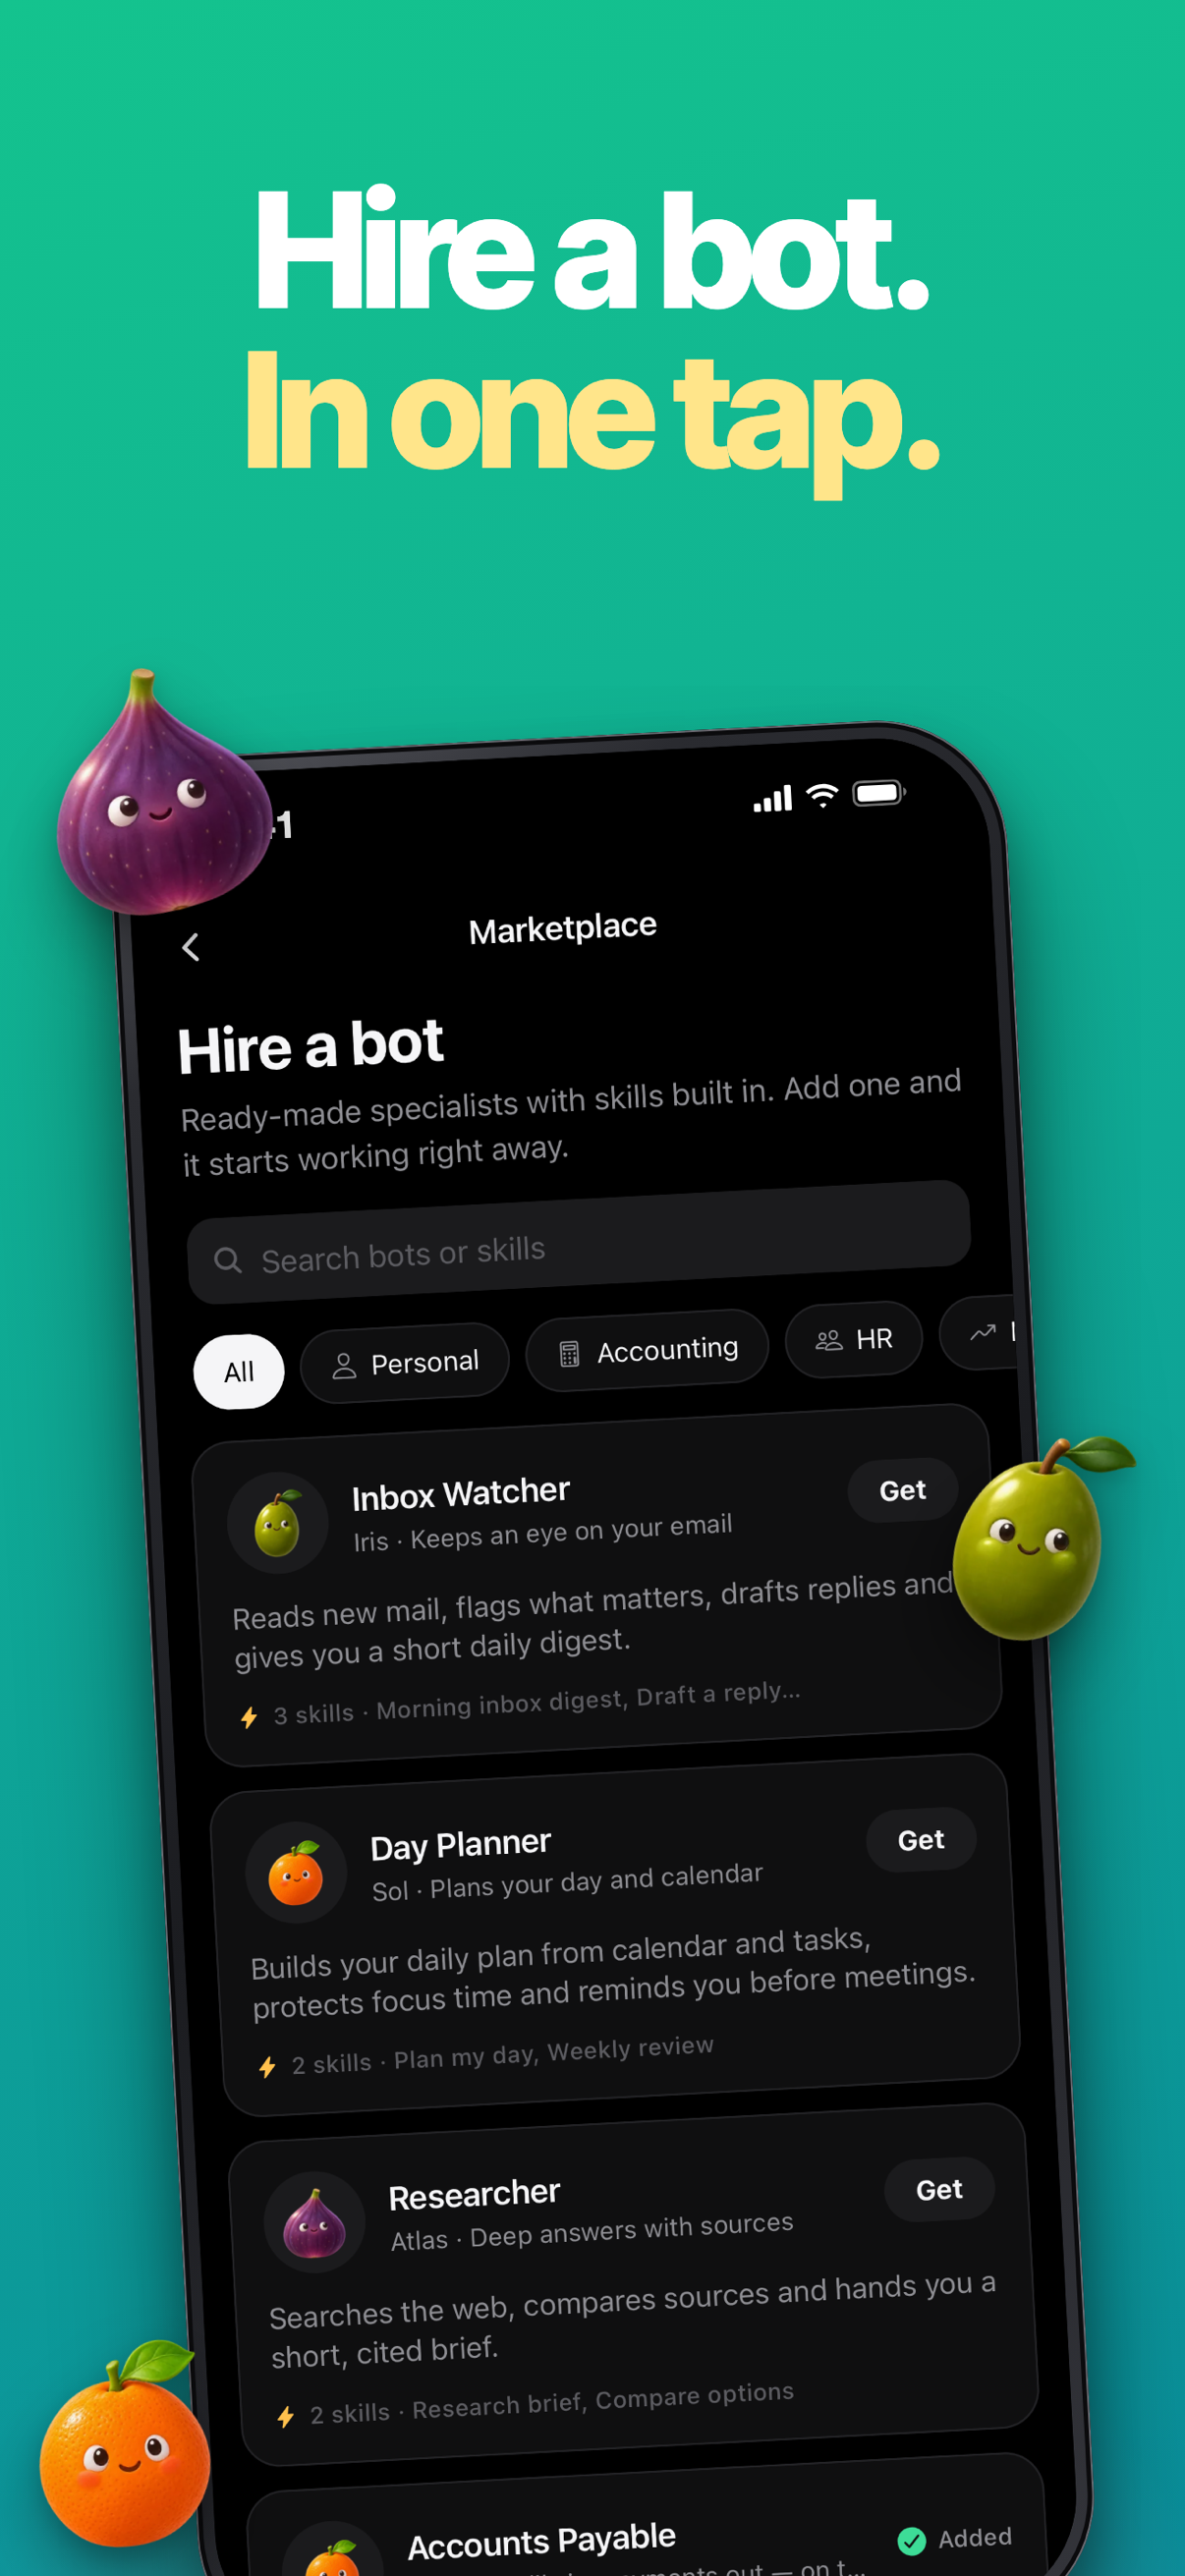 Hire a bot.
In one tap.
Marketplace
Hire a bot
Ready-made specialists with skills built in. Add one and
it starts working right away.
Search bots or skills
All
Personal
Accounting
HR
Inbox Watcher
Get
Iris · Keeps an eye on your email
Reads new mail, flags what matters, drafts replies and
gives you a short daily digest.
3 skills · Morning inbox digest, Draft a reply...
Day Planner
Get
Sol · Plans your day and calendar
Builds your daily plan from calendar and tasks,
protects focus time and reminds you before meetings.
2 skills · Plan my day, Weekly review
Researcher
Get
Atlas · Deep answers with sources
Searches the web, compares sources and hands you a
short, cited brief.
2 skills · Research brief, Compare options
Accounts Payable
Added
out — on t...